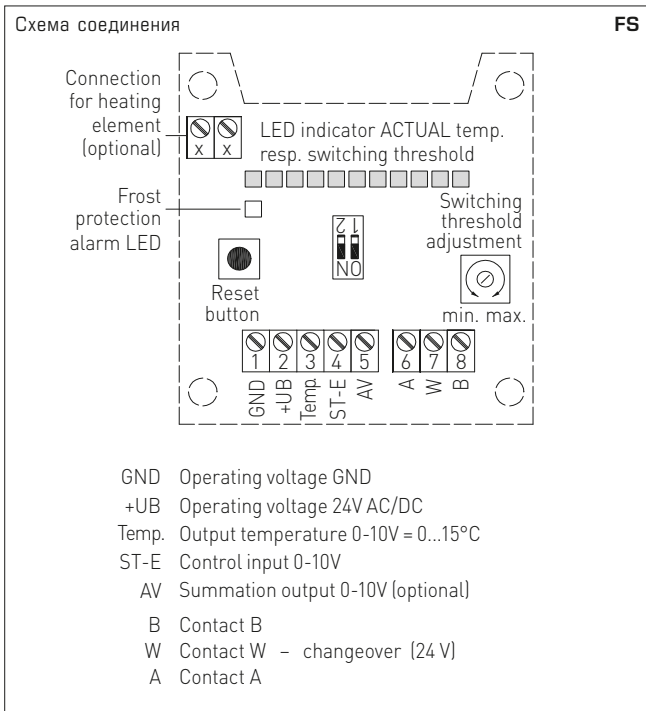 Схема соединения FS
Connection
for heating
element
(optional)
x x
LED indicator ACTUAL temp.
resp. switching threshold
Frost
protection
alarm LED
Switching
threshold
adjustment
1 2
ON
Reset
button
min. max.
1 2 3 4 5 6 7 8
GND +UB Temp. ST-E AV A W B
GND Operating voltage GND
+UB Operating voltage 24V AC/DC
Temp. Output temperature 0-10V = 0...15°C
ST-E Control input 0-10V
AV Summation output 0-10V (optional)
B Contact B
W Contact W – changeover (24 V)
A Contact A